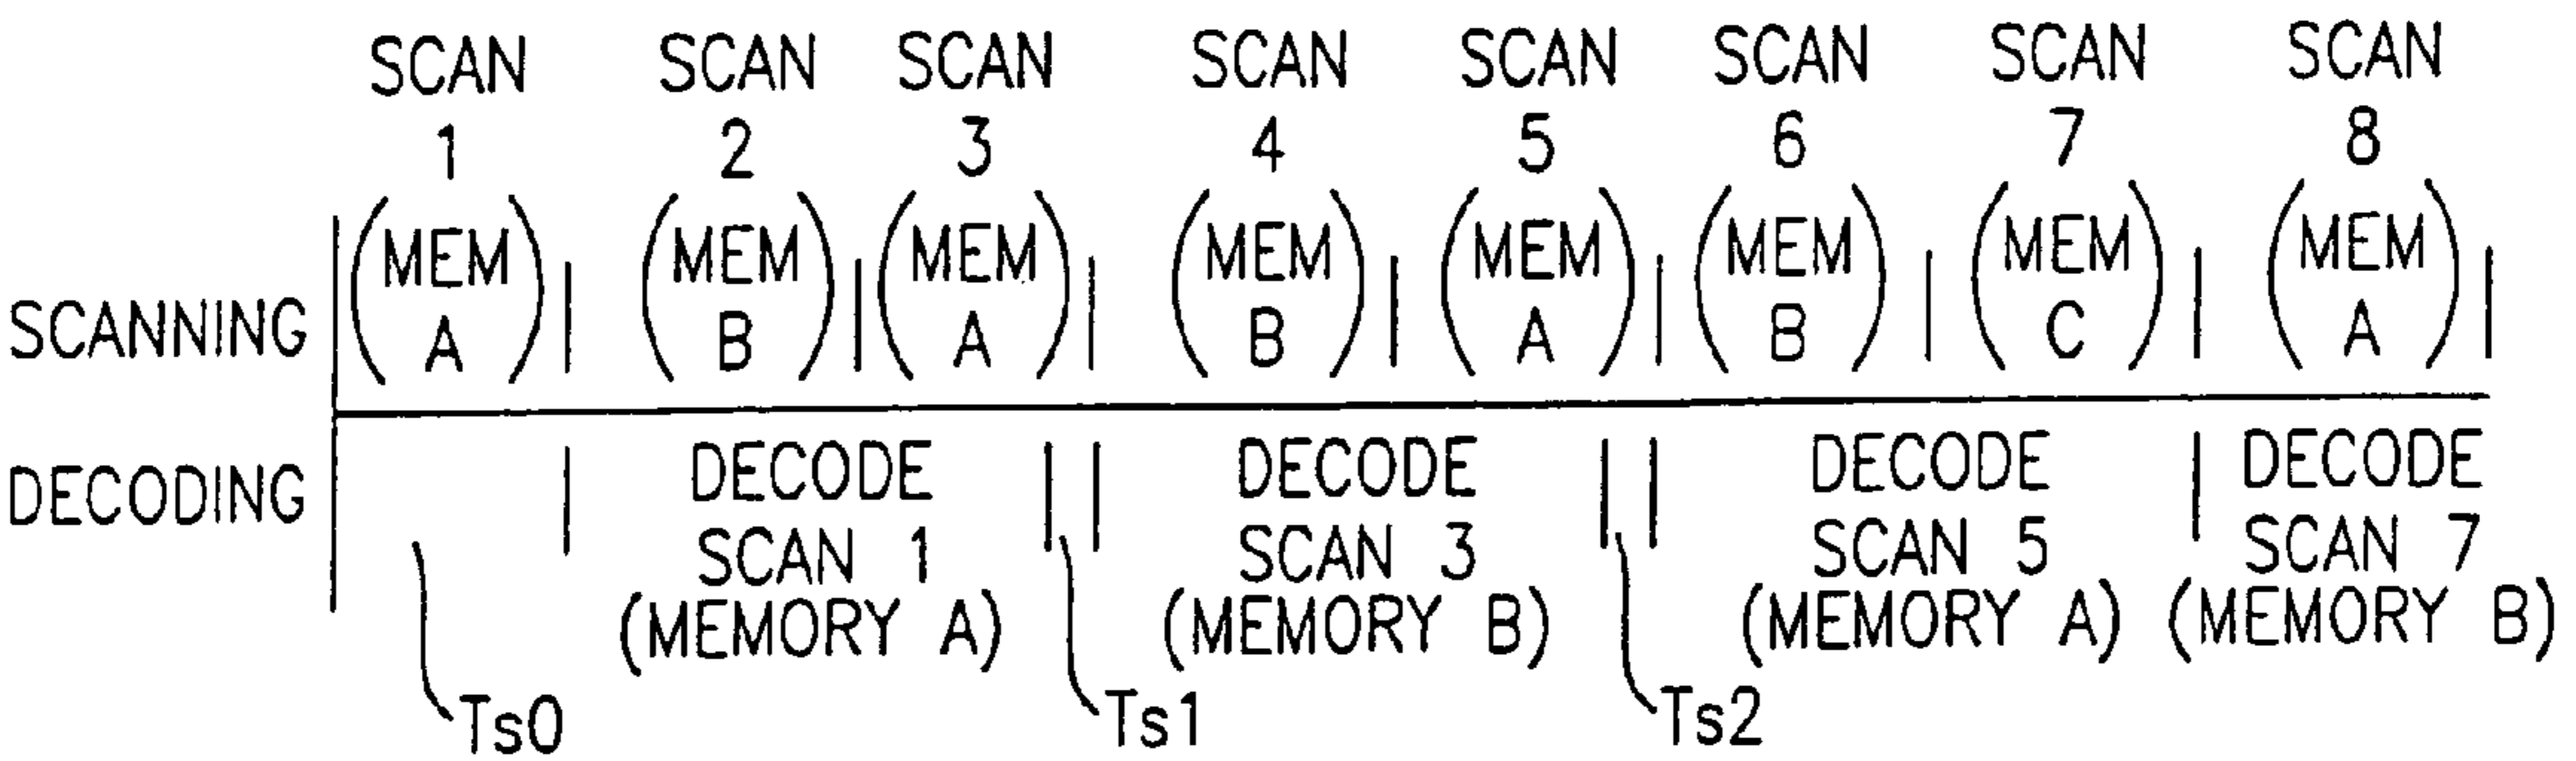 SCAN SCAN SCAN SCAN SCAN SCAN SCAN SCAN
1 2 3 4 5 6 7 8
(MEM (MEM (MEM (MEM (MEM (MEM (MEM (MEM
A) B) A) B) A) B) C) A)
SCANNING
DECODING
DECODE
SCAN 1
(MEMORY A)
DECODE
SCAN 3
(MEMORY B)
DECODE
SCAN 5
(MEMORY A)
DECODE
SCAN 7
(MEMORY B)
Ts0 Ts1 Ts2